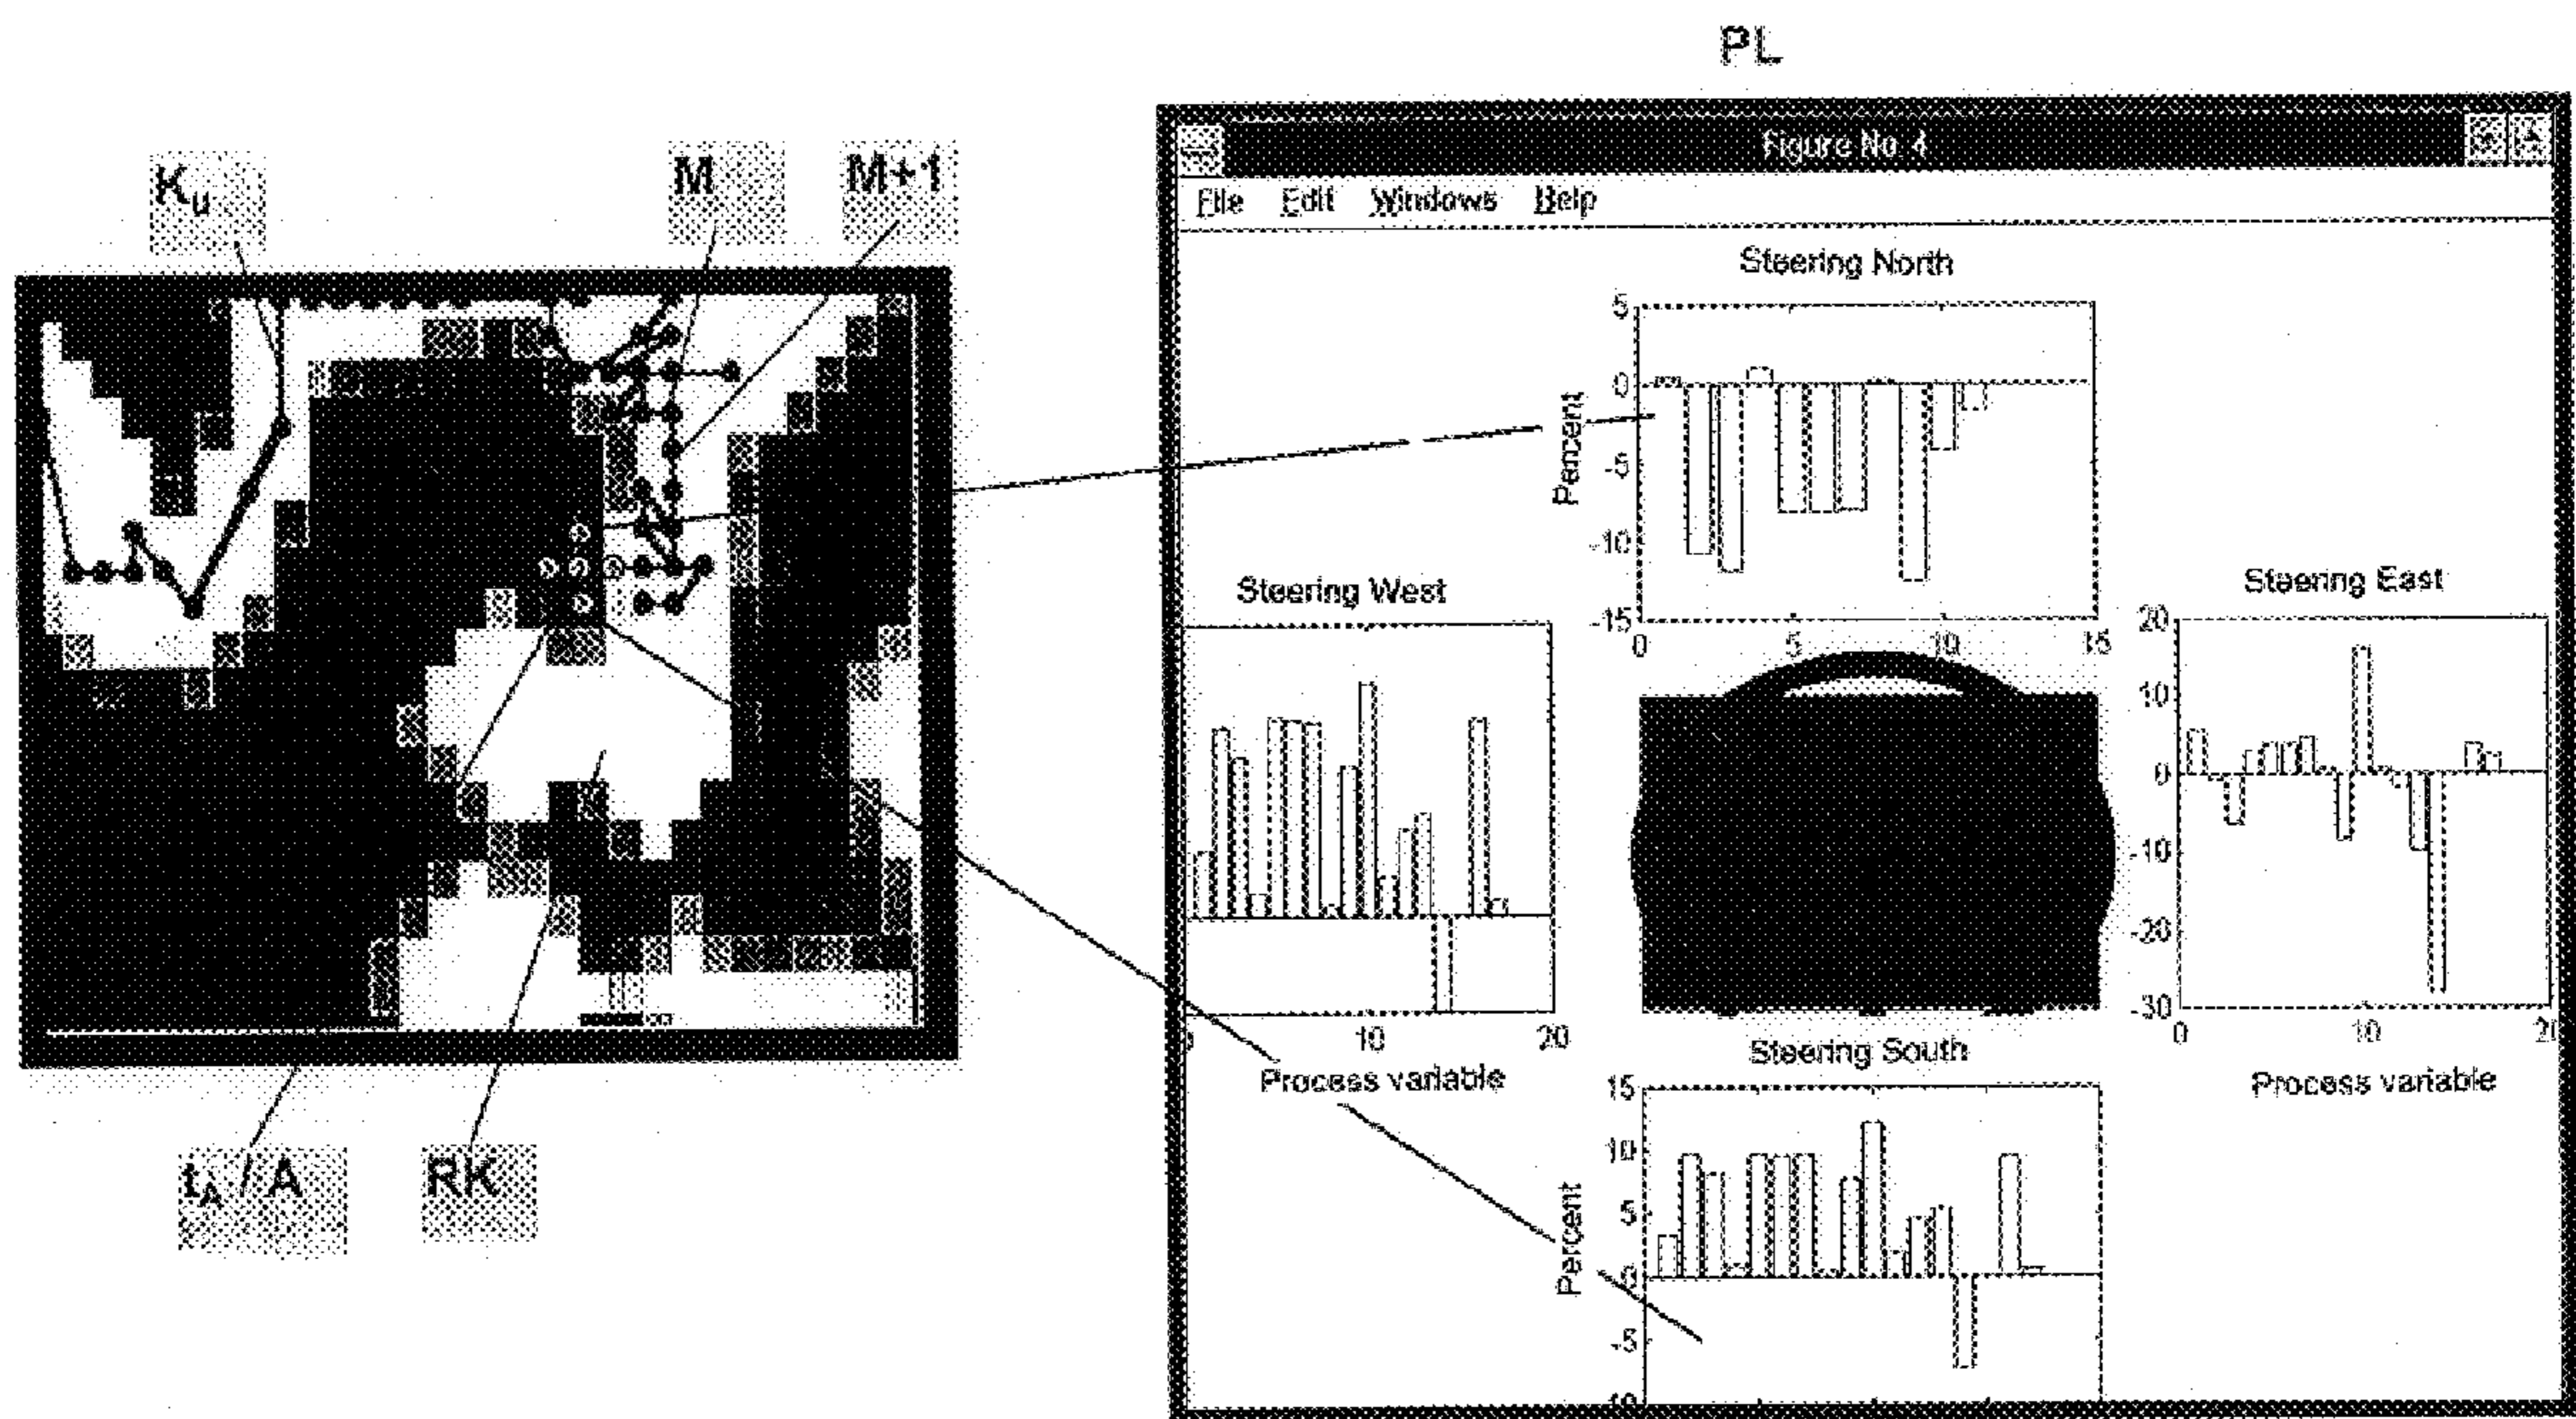 PL
Figure No. 4
File Edit Windows Help
Ku
M
M+1
tA / A
RK
Steering North
5
0
-5
-10
-15
Percent
0 5 10 15
Steering West
10 20
Process variable
Steering East
20
10
0
-10
-20
-30
0 10
Process variable
Steering South
15
10
5
0
-5
Percent